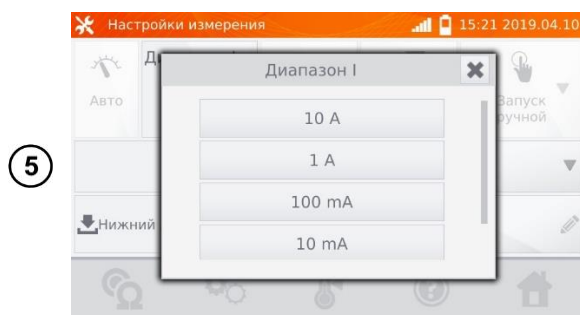 Настройки измерения 15:21 2019.04.10
Диапазон I
Авто
Запуск
ручной
10 A
1 A
100 mA
10 mA
Нижний
5